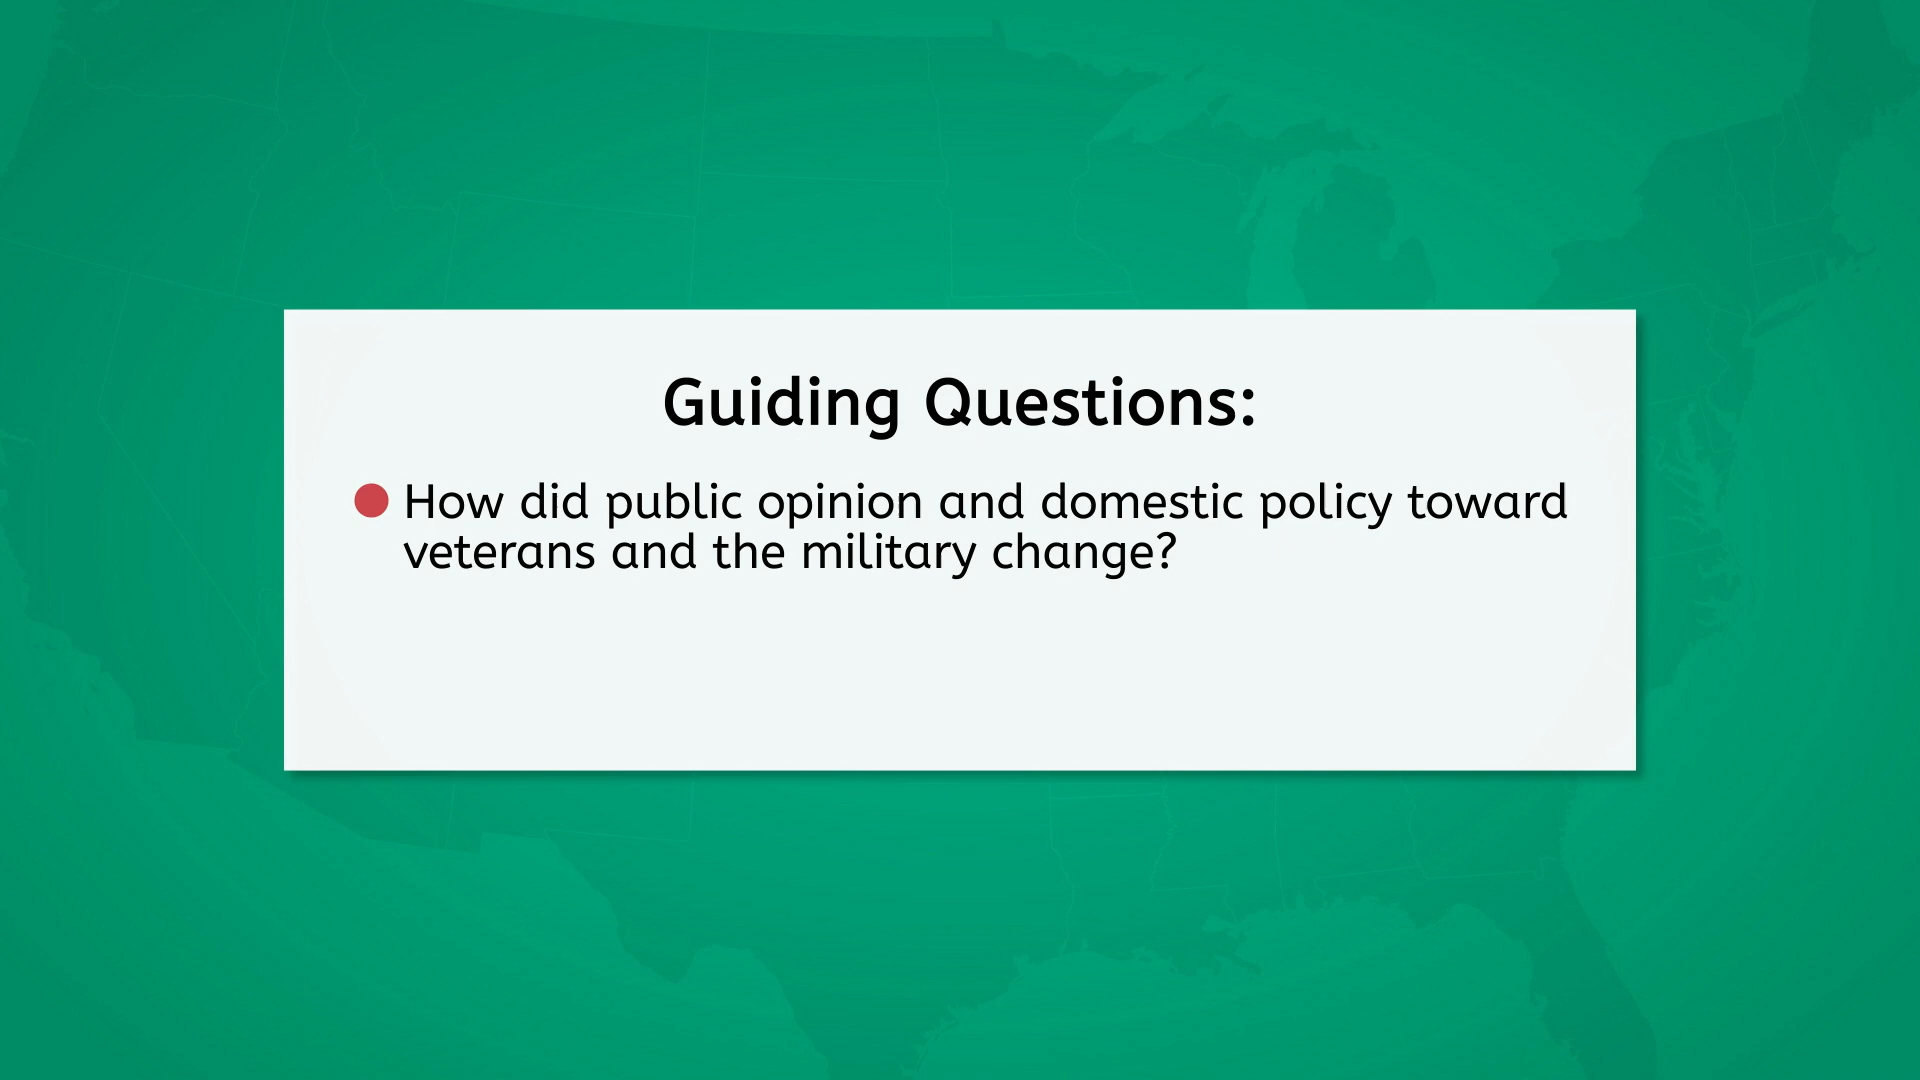 Guiding Questions:
How did public opinion and domestic policy toward
veterans and the military change?